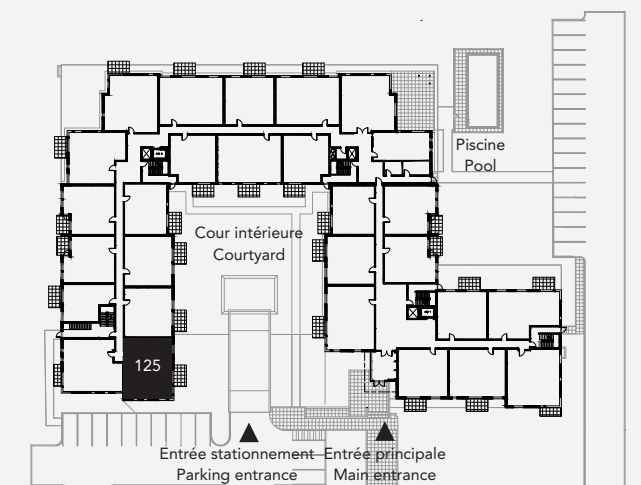 Piscine
Pool
Cour intérieure
Courtyard
125
Entrée stationnement
Parking entrance
Entrée principale
Main entrance